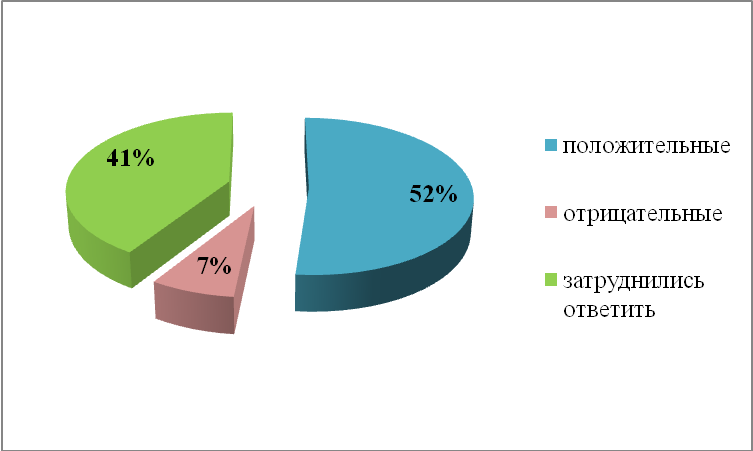 41%
52%
7%
положительные
отрицательные
затруднились
ответить